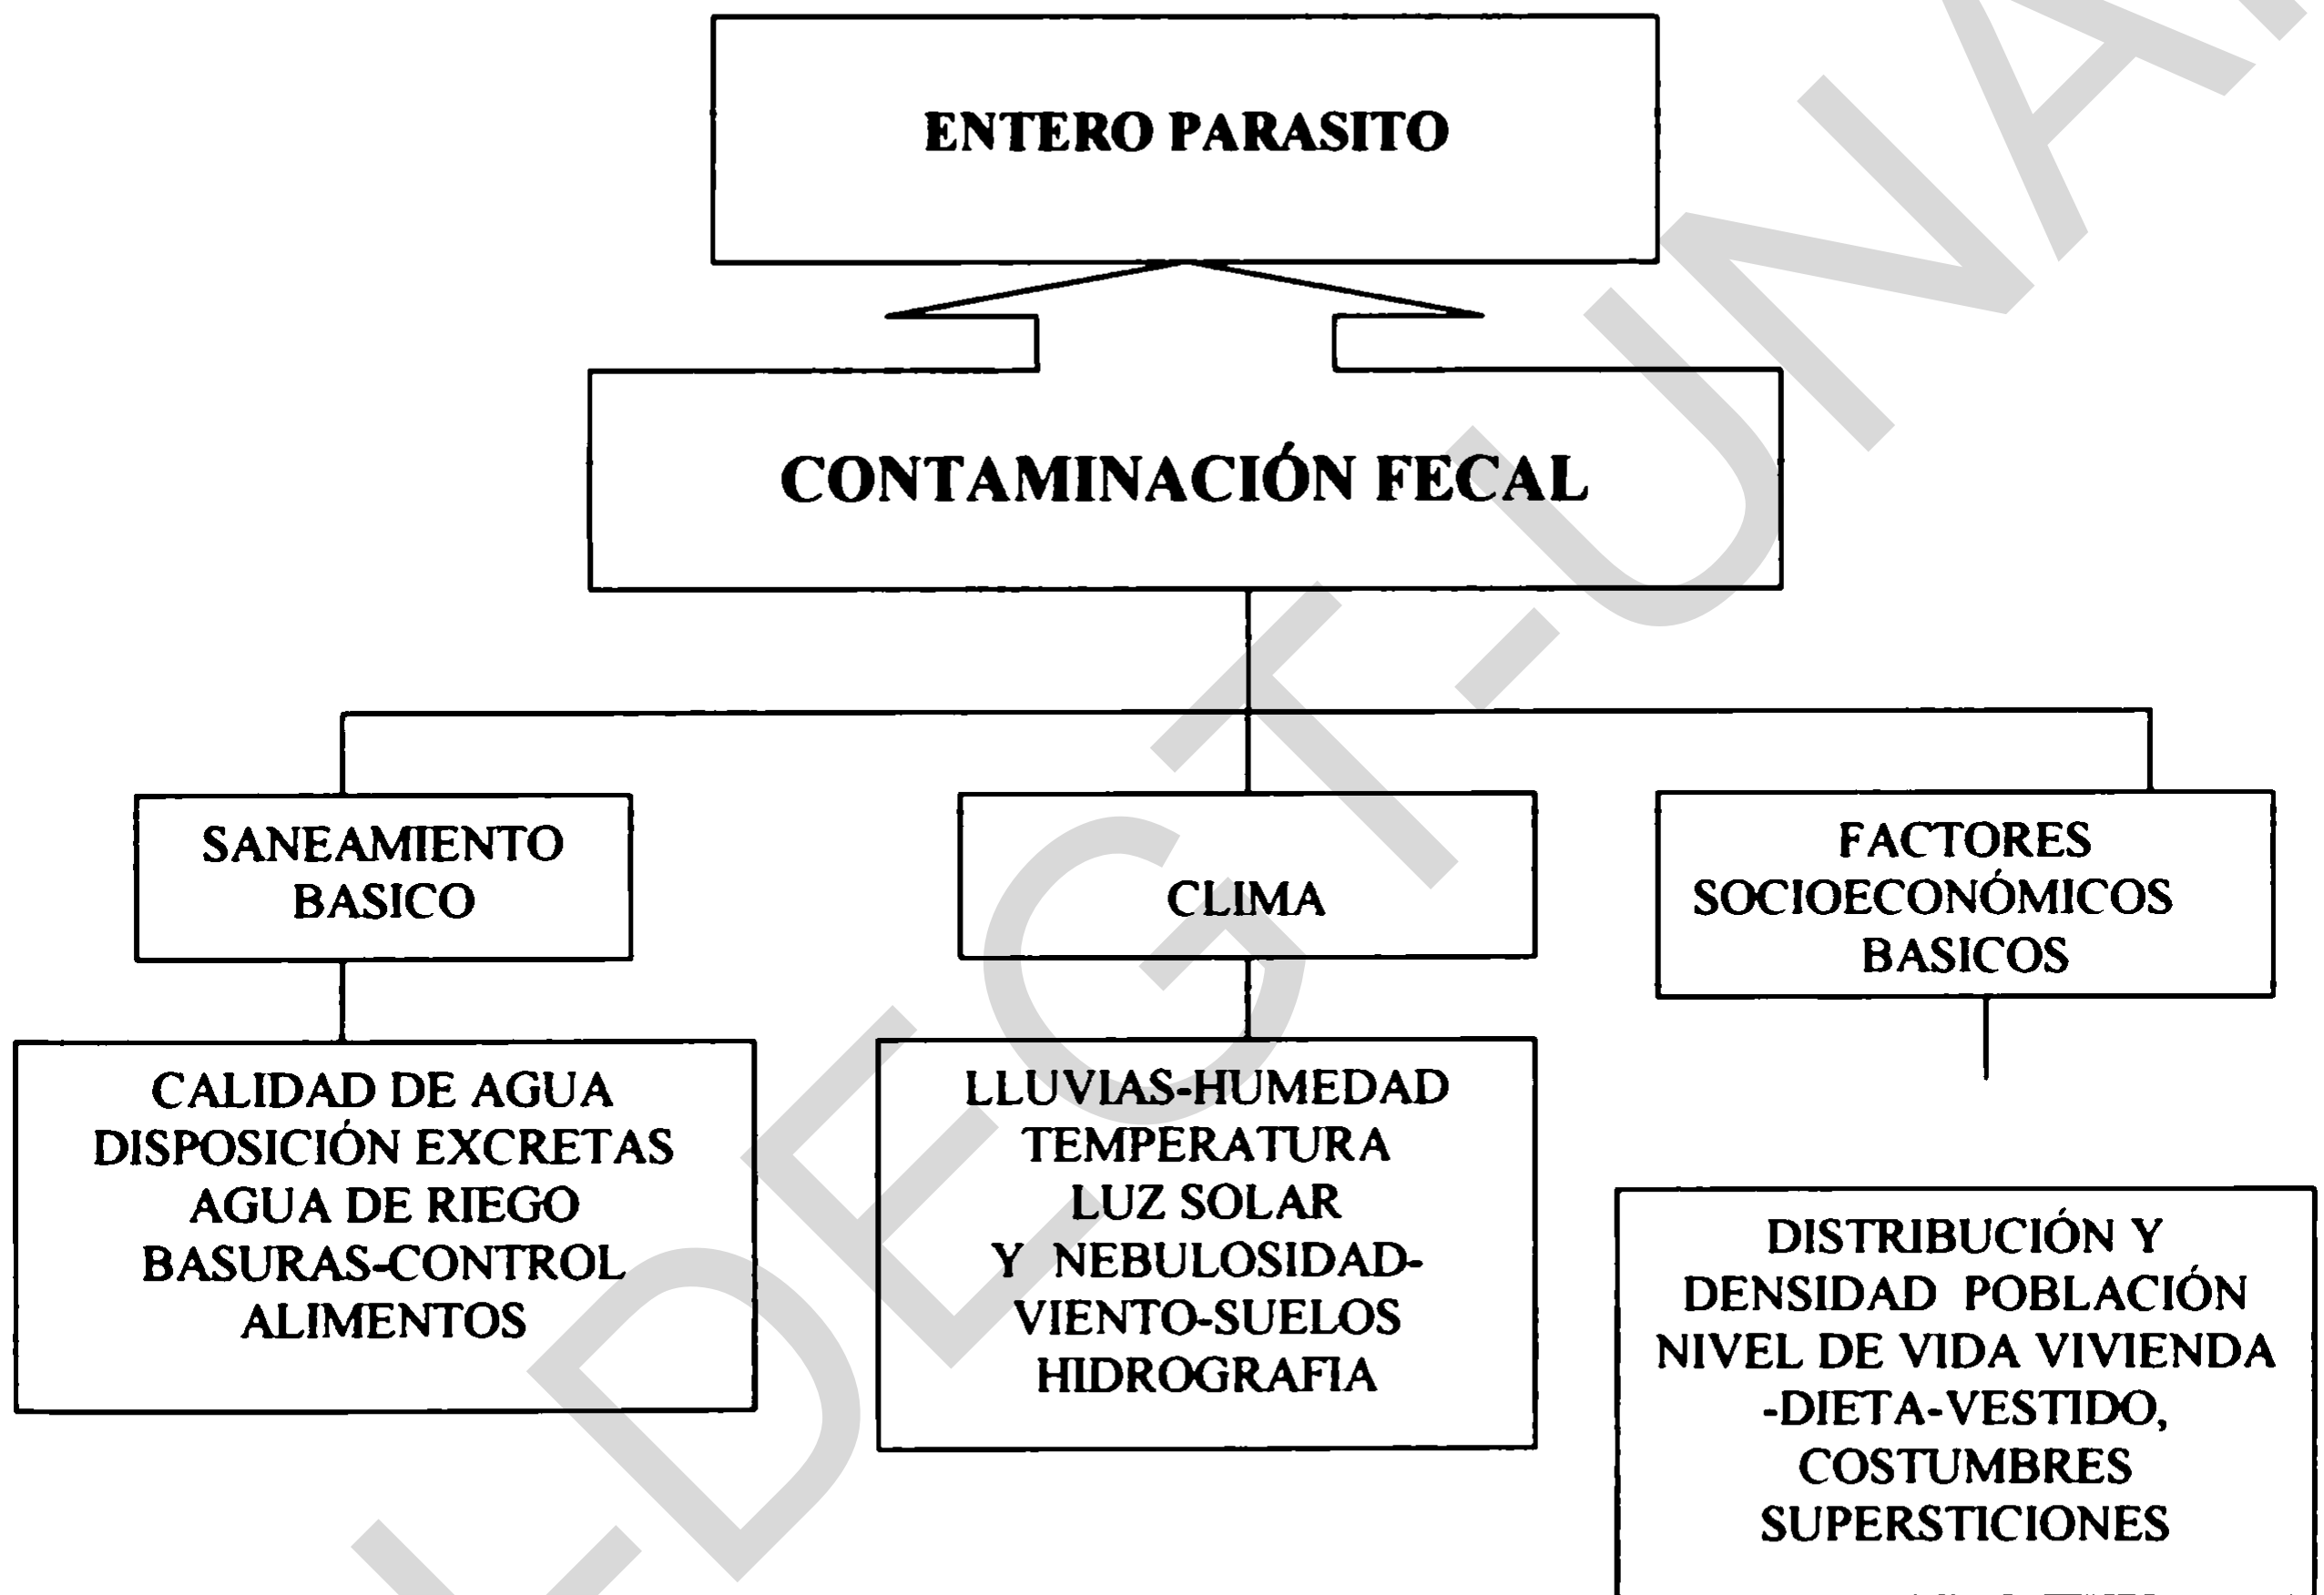 ENTERO PARASITO
CONTAMINACIÓN FECAL
SANEAMIENTO
BASICO
CLIMA
FACTORES
SOCIOECONÓMICOS
BASICOS
CALIDAD DE AGUA
DISPOSICIÓN EXCRETAS
AGUA DE RIEGO
BASURAS-CONTROL
ALIMENTOS
LLUVIAS-HUMEDAD
TEMPERATURA
LUZ SOLAR
Y NEBULOSIDAD-
VIENTO-SUELOS
HIDROGRAFIA
DISTRIBUCIÓN Y
DENSIDAD POBLACIÓN
NIVEL DE VIDA VIVIENDA
-DIETA-VESTIDO,
COSTUMBRES
SUPERSTICIONES